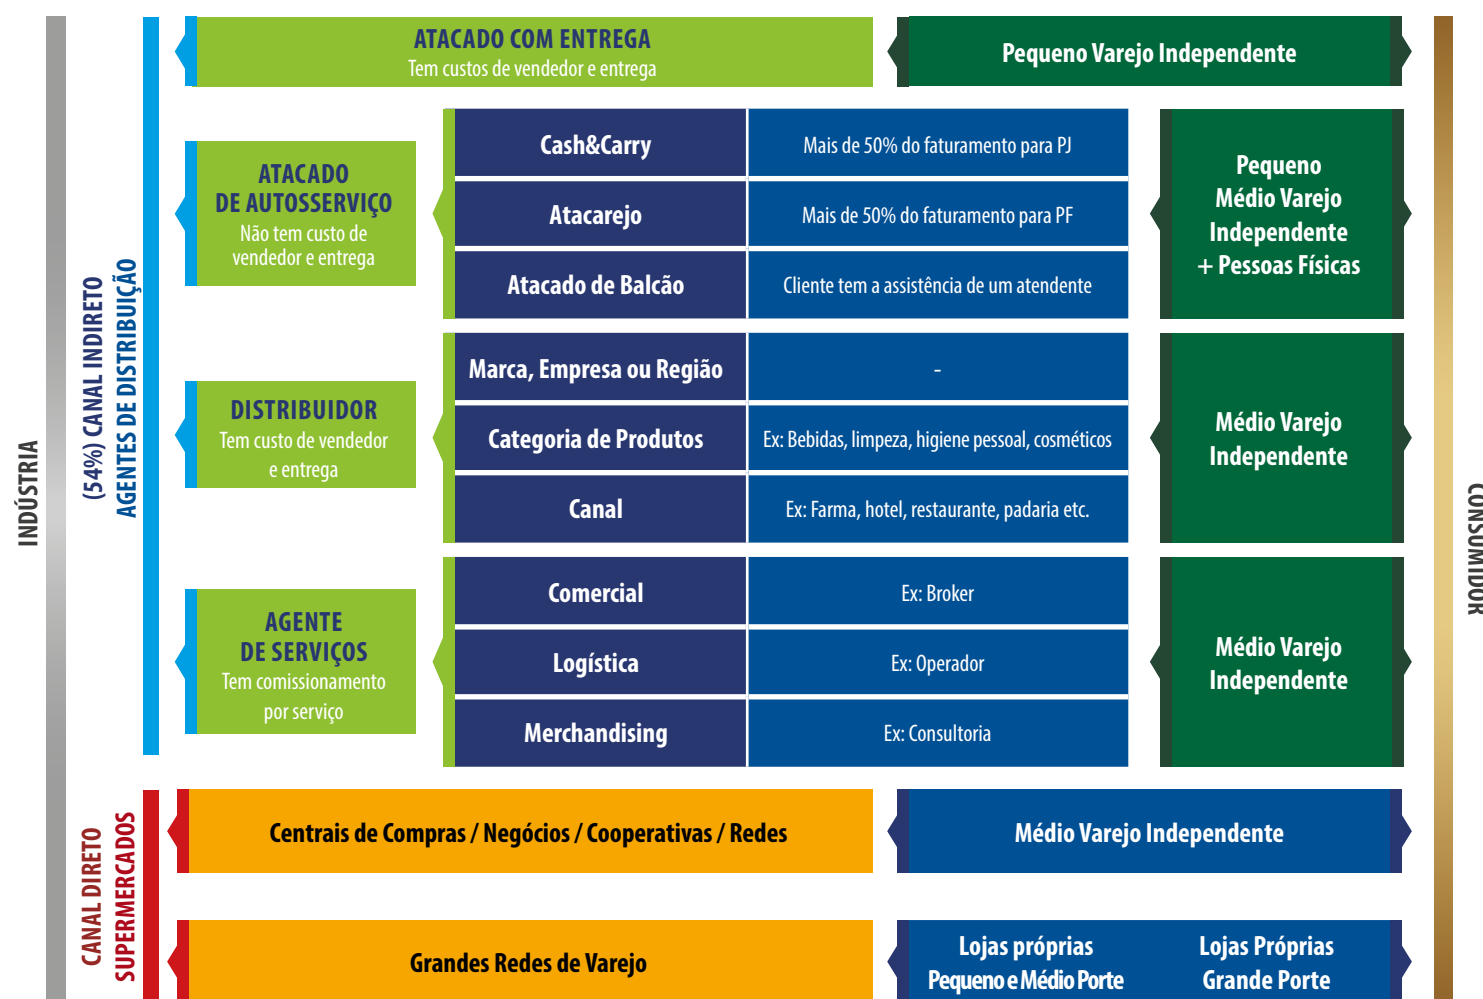 INDÚSTRIA
(54%) CANAL INDIRETO
AGENTES DE DISTRIBUIÇÃO
ATACADO COM ENTREGA
Tem custos de vendedor e entrega
Pequeno Varejo Independente
ATACADO
DE AUTOSSERVIÇO
Não tem custo de
vendedor e entrega
Cash&Carry
Mais de 50% do faturamento para PJ
Atacarejo
Mais de 50% do faturamento para PF
Atacado de Balcão
Cliente tem a assistência de um atendente
Pequeno
Médio Varejo
Independente
+ Pessoas Físicas
DISTRIBUIDOR
Tem custo de vendedor
e entrega
Marca, Empresa ou Região
-
Categoria de Produtos
Ex: Bebidas, limpeza, higiene pessoal, cosméticos
Canal
Ex: Farma, hotel, restaurante, padaria etc.
Médio Varejo
Independente
AGENTE
DE SERVIÇOS
Tem comissionamento
por serviço
Comercial
Ex: Broker
Logística
Ex: Operador
Merchandising
Ex: Consultoria
Médio Varejo
Independente
CANAL DIRETO
SUPERMERCADOS
Centrais de Compras / Negócios / Cooperativas / Redes
Médio Varejo Independente
Grandes Redes de Varejo
Lojas próprias
Pequeno e Médio Porte
Lojas Próprias
Grande Porte
CONSUMIDOR